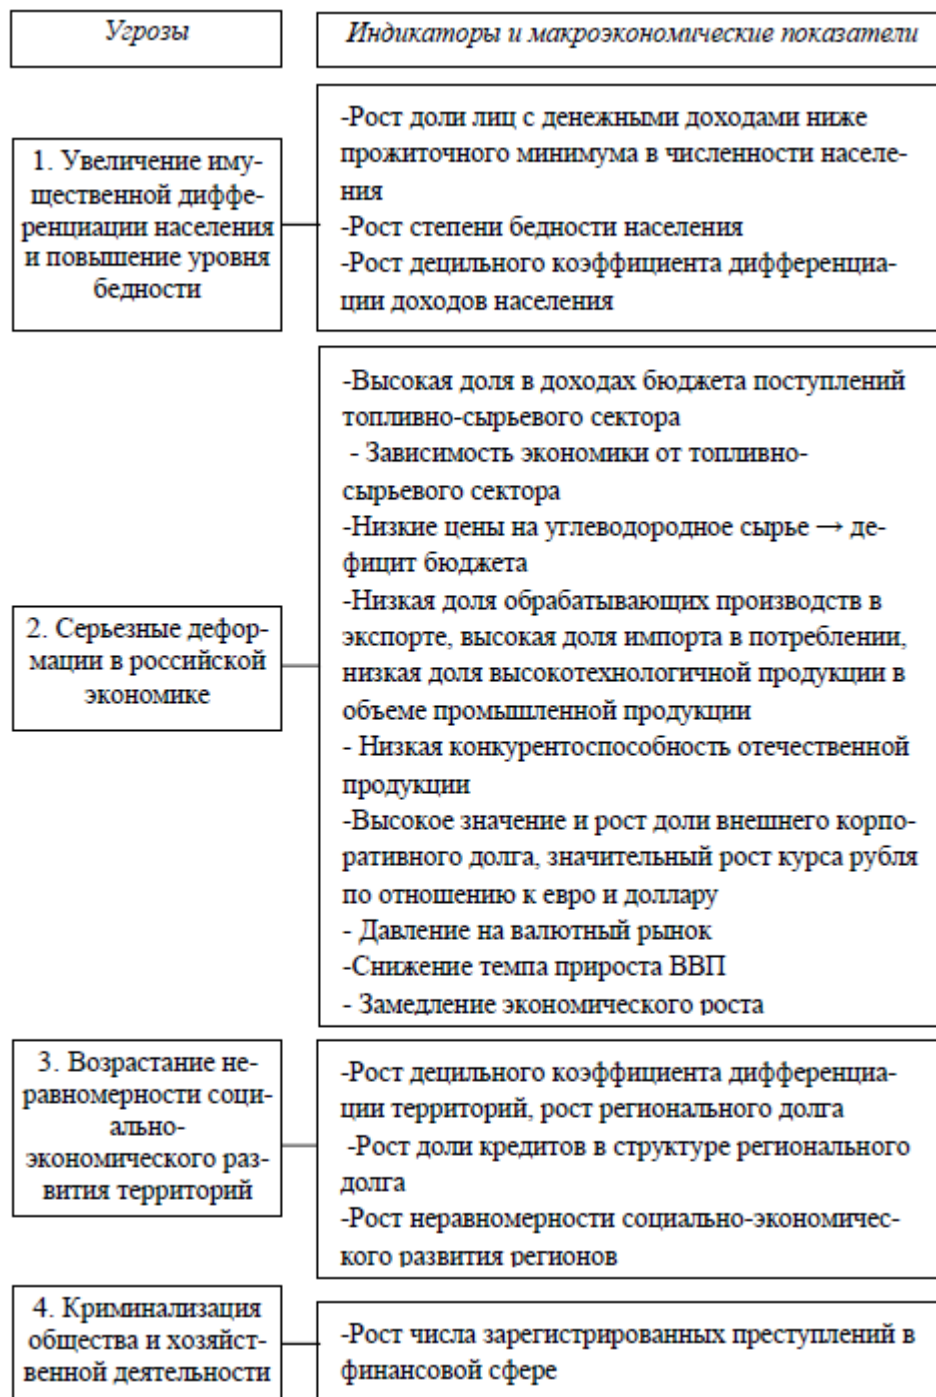 Угрозы
Индикаторы и макроэкономические показатели
1. Увеличение иму-
щественной диффе-
ренциации населения
и повышение уровня
бедности
-Рост доли лиц с денежными доходами ниже
прожиточного минимума в численности населе-
ния
-Рост степени бедности населения
-Рост децильного коэффициента дифференциа-
ции доходов населения
2. Серьезные дефор-
мации в российской
экономике
-Высокая доля в доходах бюджета поступлений
топливно-сырьевого сектора
- Зависимость экономики от топливно-
сырьевого сектора
-Низкие цены на углеводородное сырье → де-
фицит бюджета
-Низкая доля обрабатывающих производств в
экспорте, высокая доля импорта в потреблении,
низкая доля высокотехнологичной продукции в
объеме промышленной продукции
- Низкая конкурентоспособность отечественной
продукции
-Высокое значение и рост доли внешнего корпо-
ративного долга, значительный рост курса рубля
по отношению к евро и доллару
- Давление на валютный рынок
-Снижение темпа прироста ВВП
- Замедление экономического роста
3. Возрастание не-
равномерности соци-
ально-
экономического раз-
вития территорий
-Рост децильного коэффициента дифференциа-
ции территорий, рост регионального долга
-Рост доли кредитов в структуре регионального
долга
-Рост неравномерности социально-экономичес-
кого развития регионов
4. Криминализация
общества и хозяйст-
венной деятельности
-Рост числа зарегистрированных преступлений в
финансовой сфере